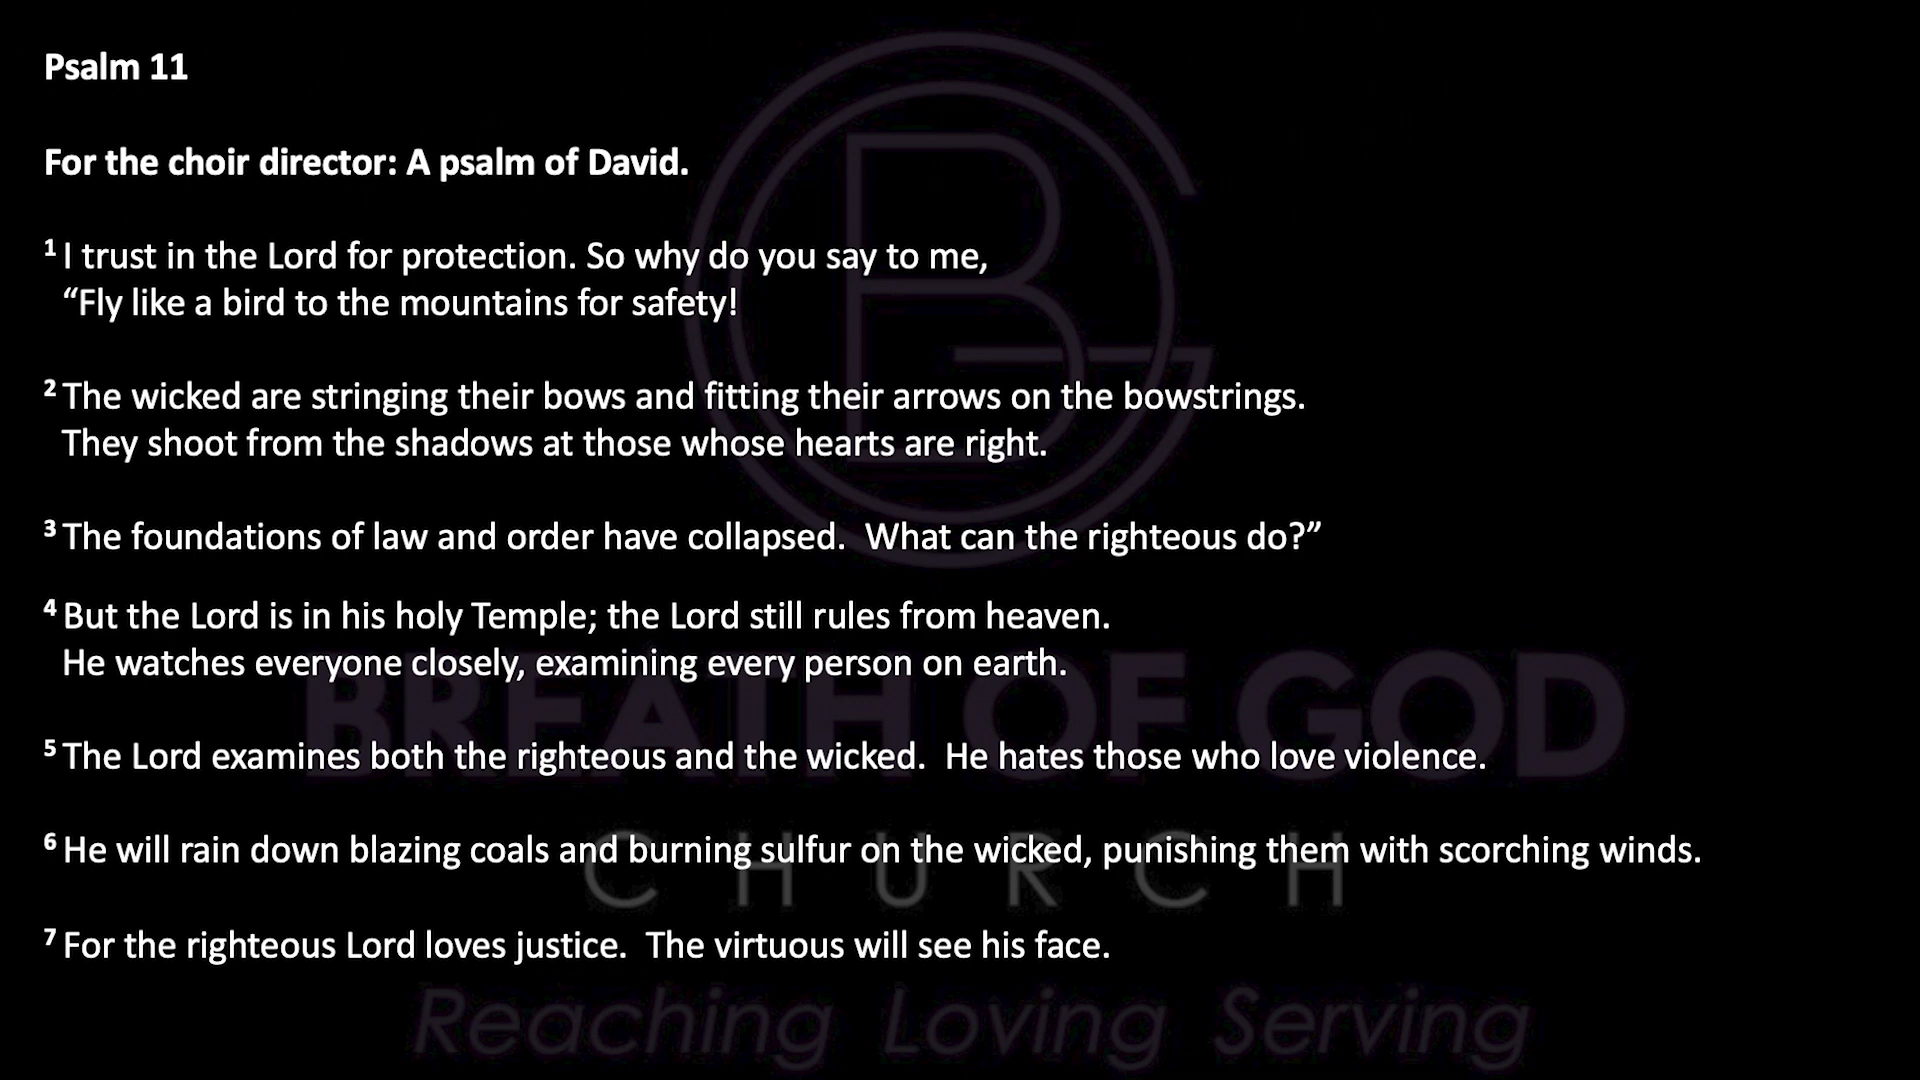 Psalm 11
For the choir director: A psalm of David.
1 I trust in the Lord for protection. So why do you say to me,
“Fly like a bird to the mountains for safety!
2 The wicked are stringing their bows and fitting their arrows on the bowstrings.
They shoot from the shadows at those whose hearts are right.
3 The foundations of law and order have collapsed.  What can the righteous do?”
4 But the Lord is in his holy Temple; the Lord still rules from heaven.
He watches everyone closely, examining every person on earth.
BREATH OF GOD
5 The Lord examines both the righteous and the wicked.  He hates those who love violence.
6 He will rain down blazing coals and burning sulfur on the wicked, punishing them with scorching winds.
CHURCH
7 For the righteous Lord loves justice.  The virtuous will see his face.
Reaching Loving Serving